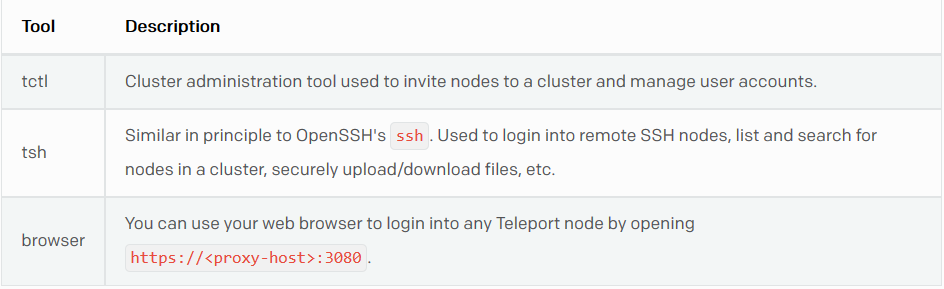 Tool Description
tctl Cluster administration tool used to invite nodes to a cluster and manage user accounts.
tsh Similar in principle to OpenSSH's ssh. Used to login into remote SSH nodes, list and search for
nodes in a cluster, securely upload/download files, etc.
browser You can use your web browser to login into any Teleport node by opening
https://<proxy-host>:3080.